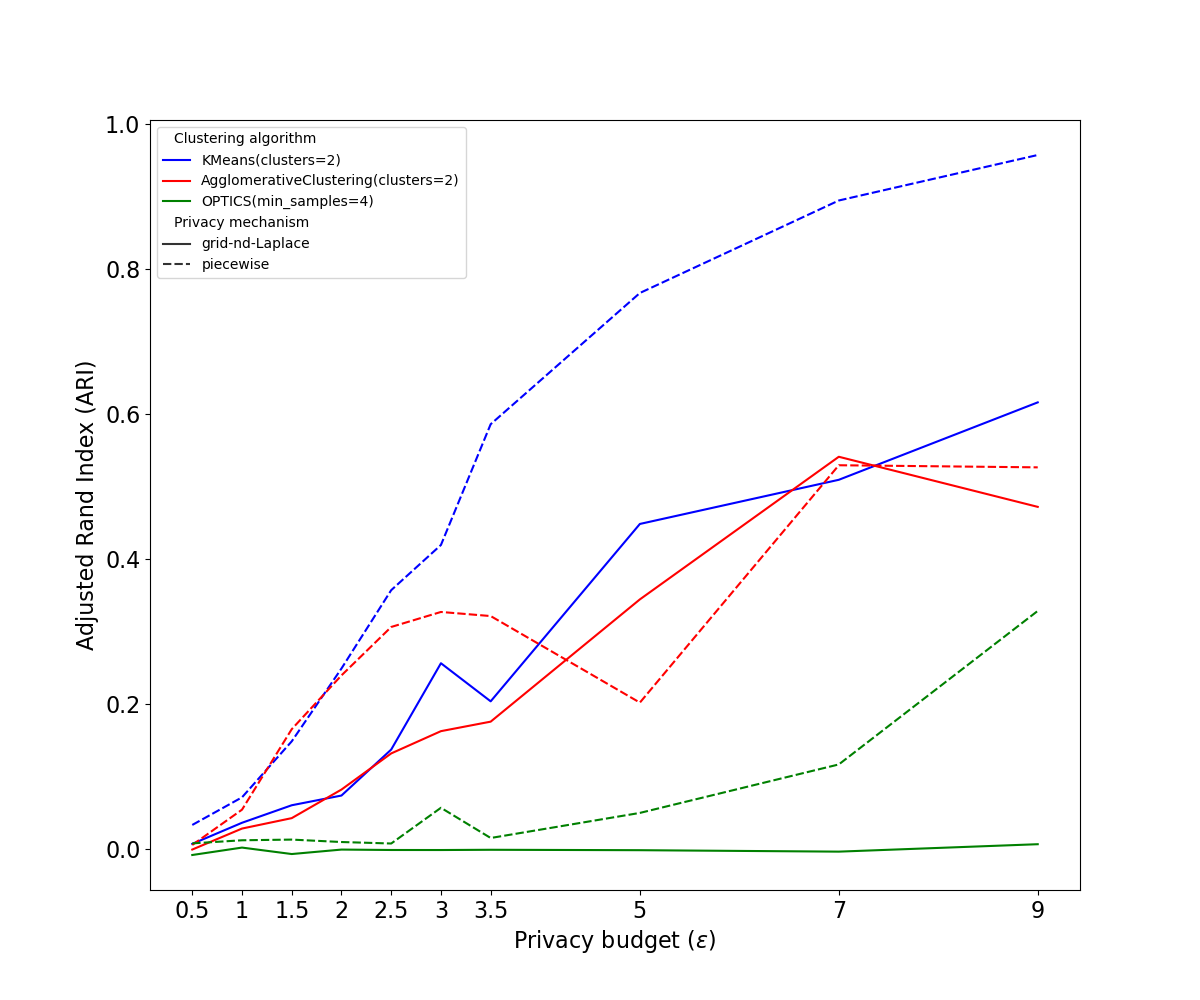 1.0
0.8
0.6
0.4
0.2
0.0
Adjusted Rand Index (ARI)
Clustering algorithm
KMeans(clusters=2)
AgglomerativeClustering(clusters=2)
OPTICS(min_samples=4)
Privacy mechanism
grid-nd-Laplace
piecewise
0.5 1 1.5 2 2.5 3 3.5 5 7 9
Privacy budget (ε)